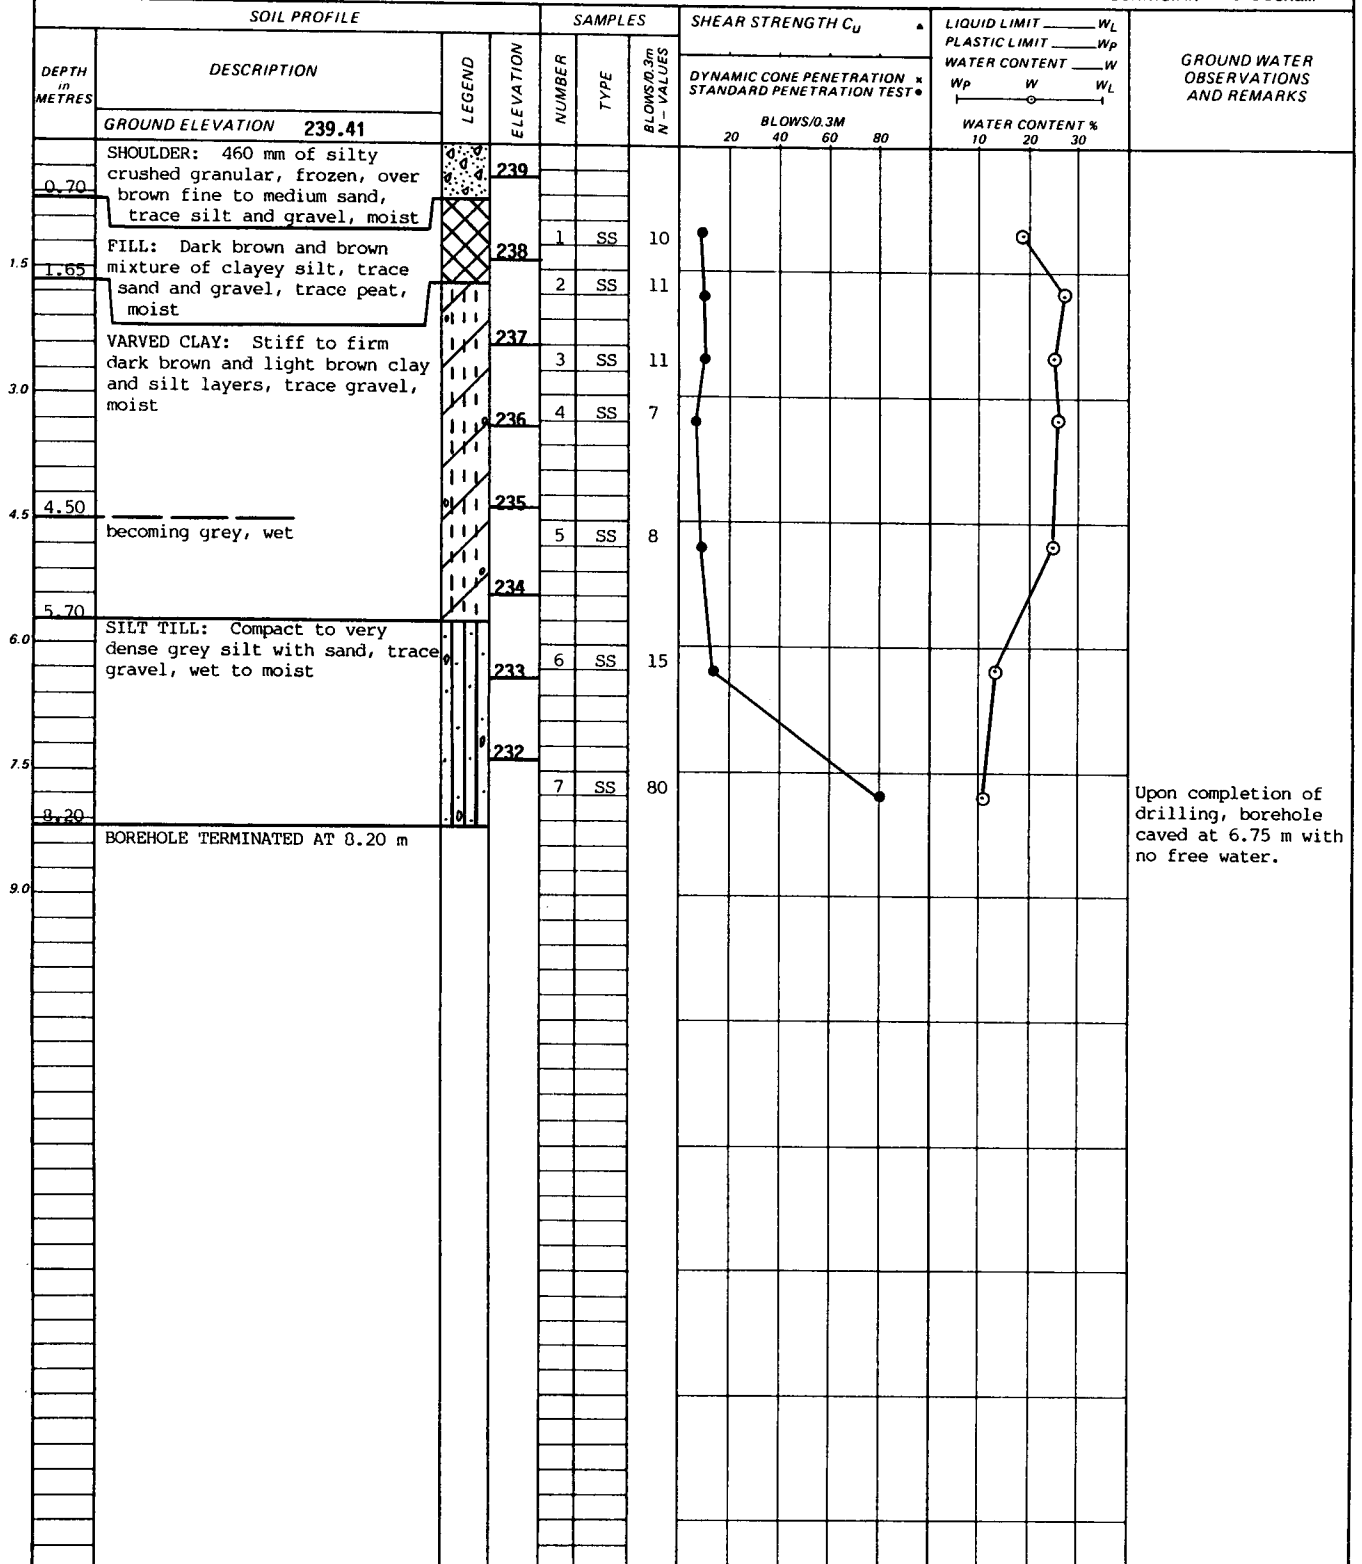 SOIL PROFILE
SAMPLES
SHEAR STRENGTH Cu ▲
LIQUID LIMIT ______ WL
PLASTIC LIMIT ______ WP
WATER CONTENT ____ W
WP W WL
GROUND WATER
OBSERVATIONS
AND REMARKS
DEPTH
in
METRES
DESCRIPTION
LEGEND
ELEVATION
NUMBER
TYPE
BLOWS/0.3m
N - VALUES
DYNAMIC CONE PENETRATION x
STANDARD PENETRATION TEST ●
GROUND ELEVATION 239.41
BLOWS/0.3M
20 40 60 80
WATER CONTENT %
10 20 30
SHOULDER: 460 mm of silty
crushed granular, frozen, over
brown fine to medium sand,
trace silt and gravel, moist
0.70
239
FILL: Dark brown and brown
mixture of clayey silt, trace
sand and gravel, trace peat,
moist
1 SS 10
238
1.5
1.65
2 SS 11
VARVED CLAY: Stiff to firm
dark brown and light brown clay
and silt layers, trace gravel,
moist
237
3 SS 11
3.0
236
4 SS 7
4.50
235
4.5
becoming grey, wet
5 SS 8
234
5.70
SILT TILL: Compact to very
dense grey silt with sand, trace
gravel, wet to moist
6.0
6 SS 15
233
232
7.5
7 SS 80
Upon completion of
drilling, borehole
caved at 6.75 m with
no free water.
8.20
BOREHOLE TERMINATED AT 8.20 m
9.0